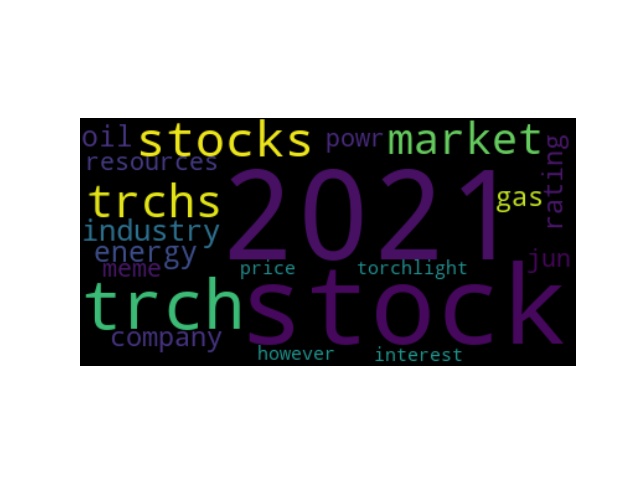 oil stocks powr market
resources
rating
trchs 2021 gas
industry
energy
meme price torchlight jun
trch stock
company
however interest